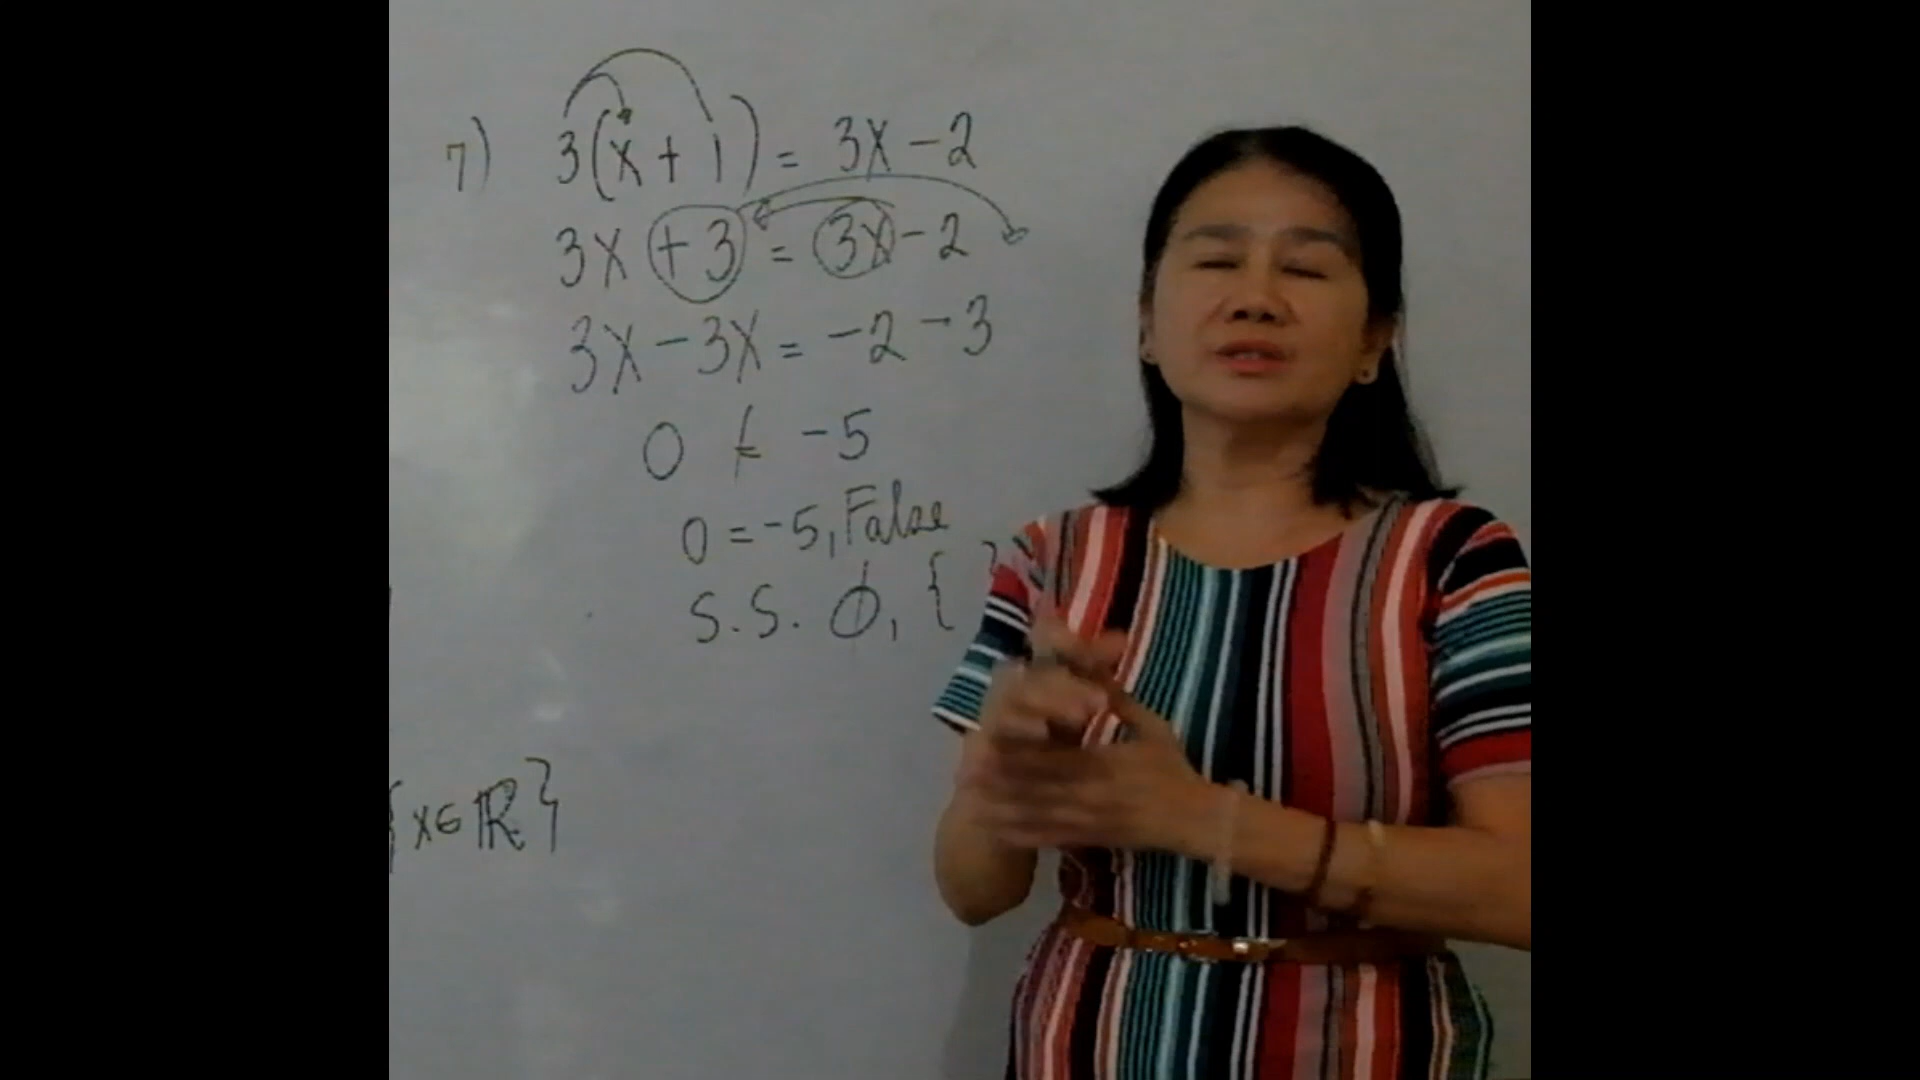 7) 3(x + 1) = 3x - 2
3x + 3 = 3x - 2
3x - 3x = -2 - 3
0 ≠ -5
0 = -5, False
S.S. ∅, { }
{x ∈ ℝ}